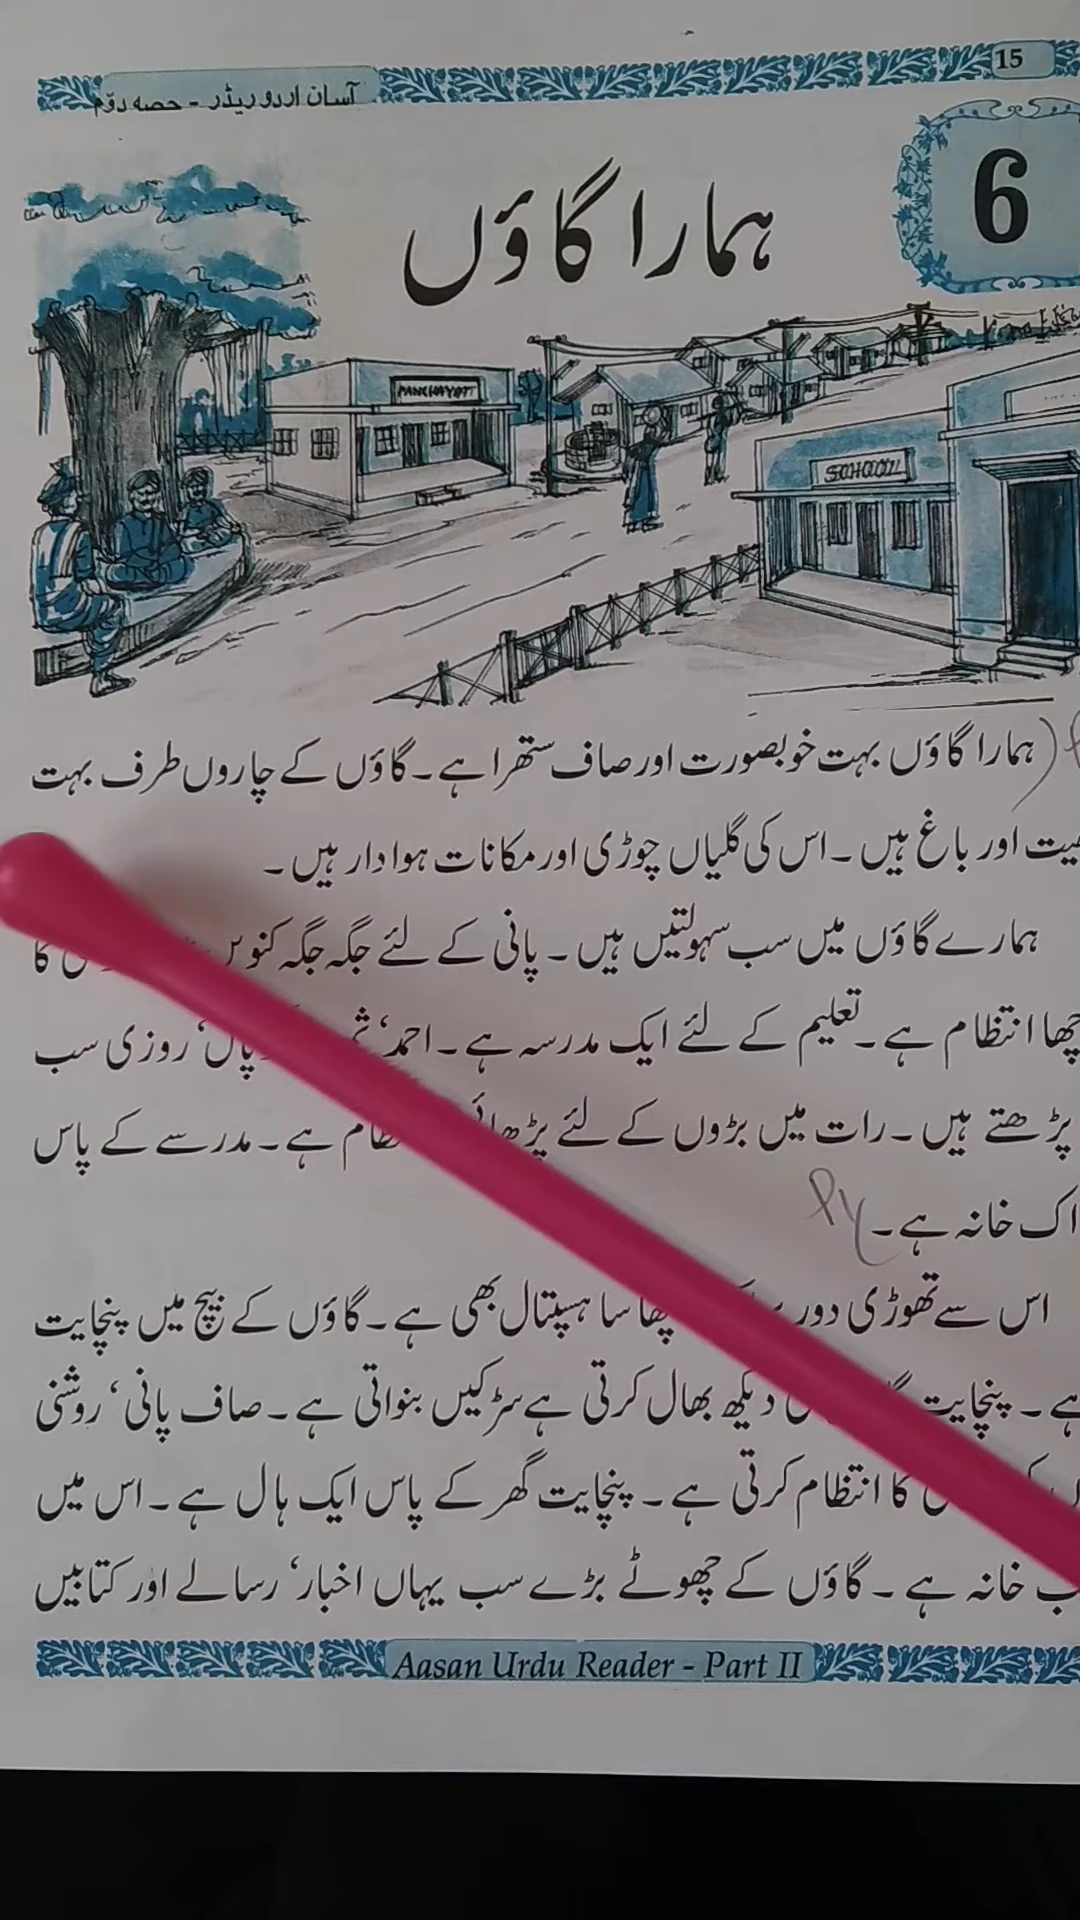 آسان اردو ریڈر - حصہ دوّم
15
6
ہمارا گاؤں
PANCHAYAT
SCHOOL
ہمارا گاؤں بہت خوبصورت اور صاف ستھرا ہے۔ گاؤں کے چاروں طرف بہت
اور باغ ہیں۔ اس کی گلیاں چوڑی اور مکانات ہوادار ہیں۔
ہمارے گاؤں میں سب سہولتیں ہیں۔ پانی کے لئے جگہ جگہ کا
انتظام ہے۔ تعلیم کے لئے ایک مدرسہ ہے۔ احمد، روزی سب
پڑھتے ہیں۔ رات میں بڑوں کے لئے ہے۔ مدرسے کے پاس
خانہ ہے۔
اس سے تھوڑی دور سا ہسپتال بھی ہے۔ گاؤں کے بیچ میں پنچایت
ہے۔ پنچایت دیکھ بھال کرتی ہے سڑکیں بنواتی ہے۔ صاف پانی، روشنی
کا انتظام کرتی ہے۔ پنچایت گھر کے پاس ایک ہال ہے۔ اس میں
خانہ ہے۔ گاؤں کے چھوٹے بڑے سب یہاں اخبار، رسالے اور کتابیں
Aasan Urdu Reader - Part II